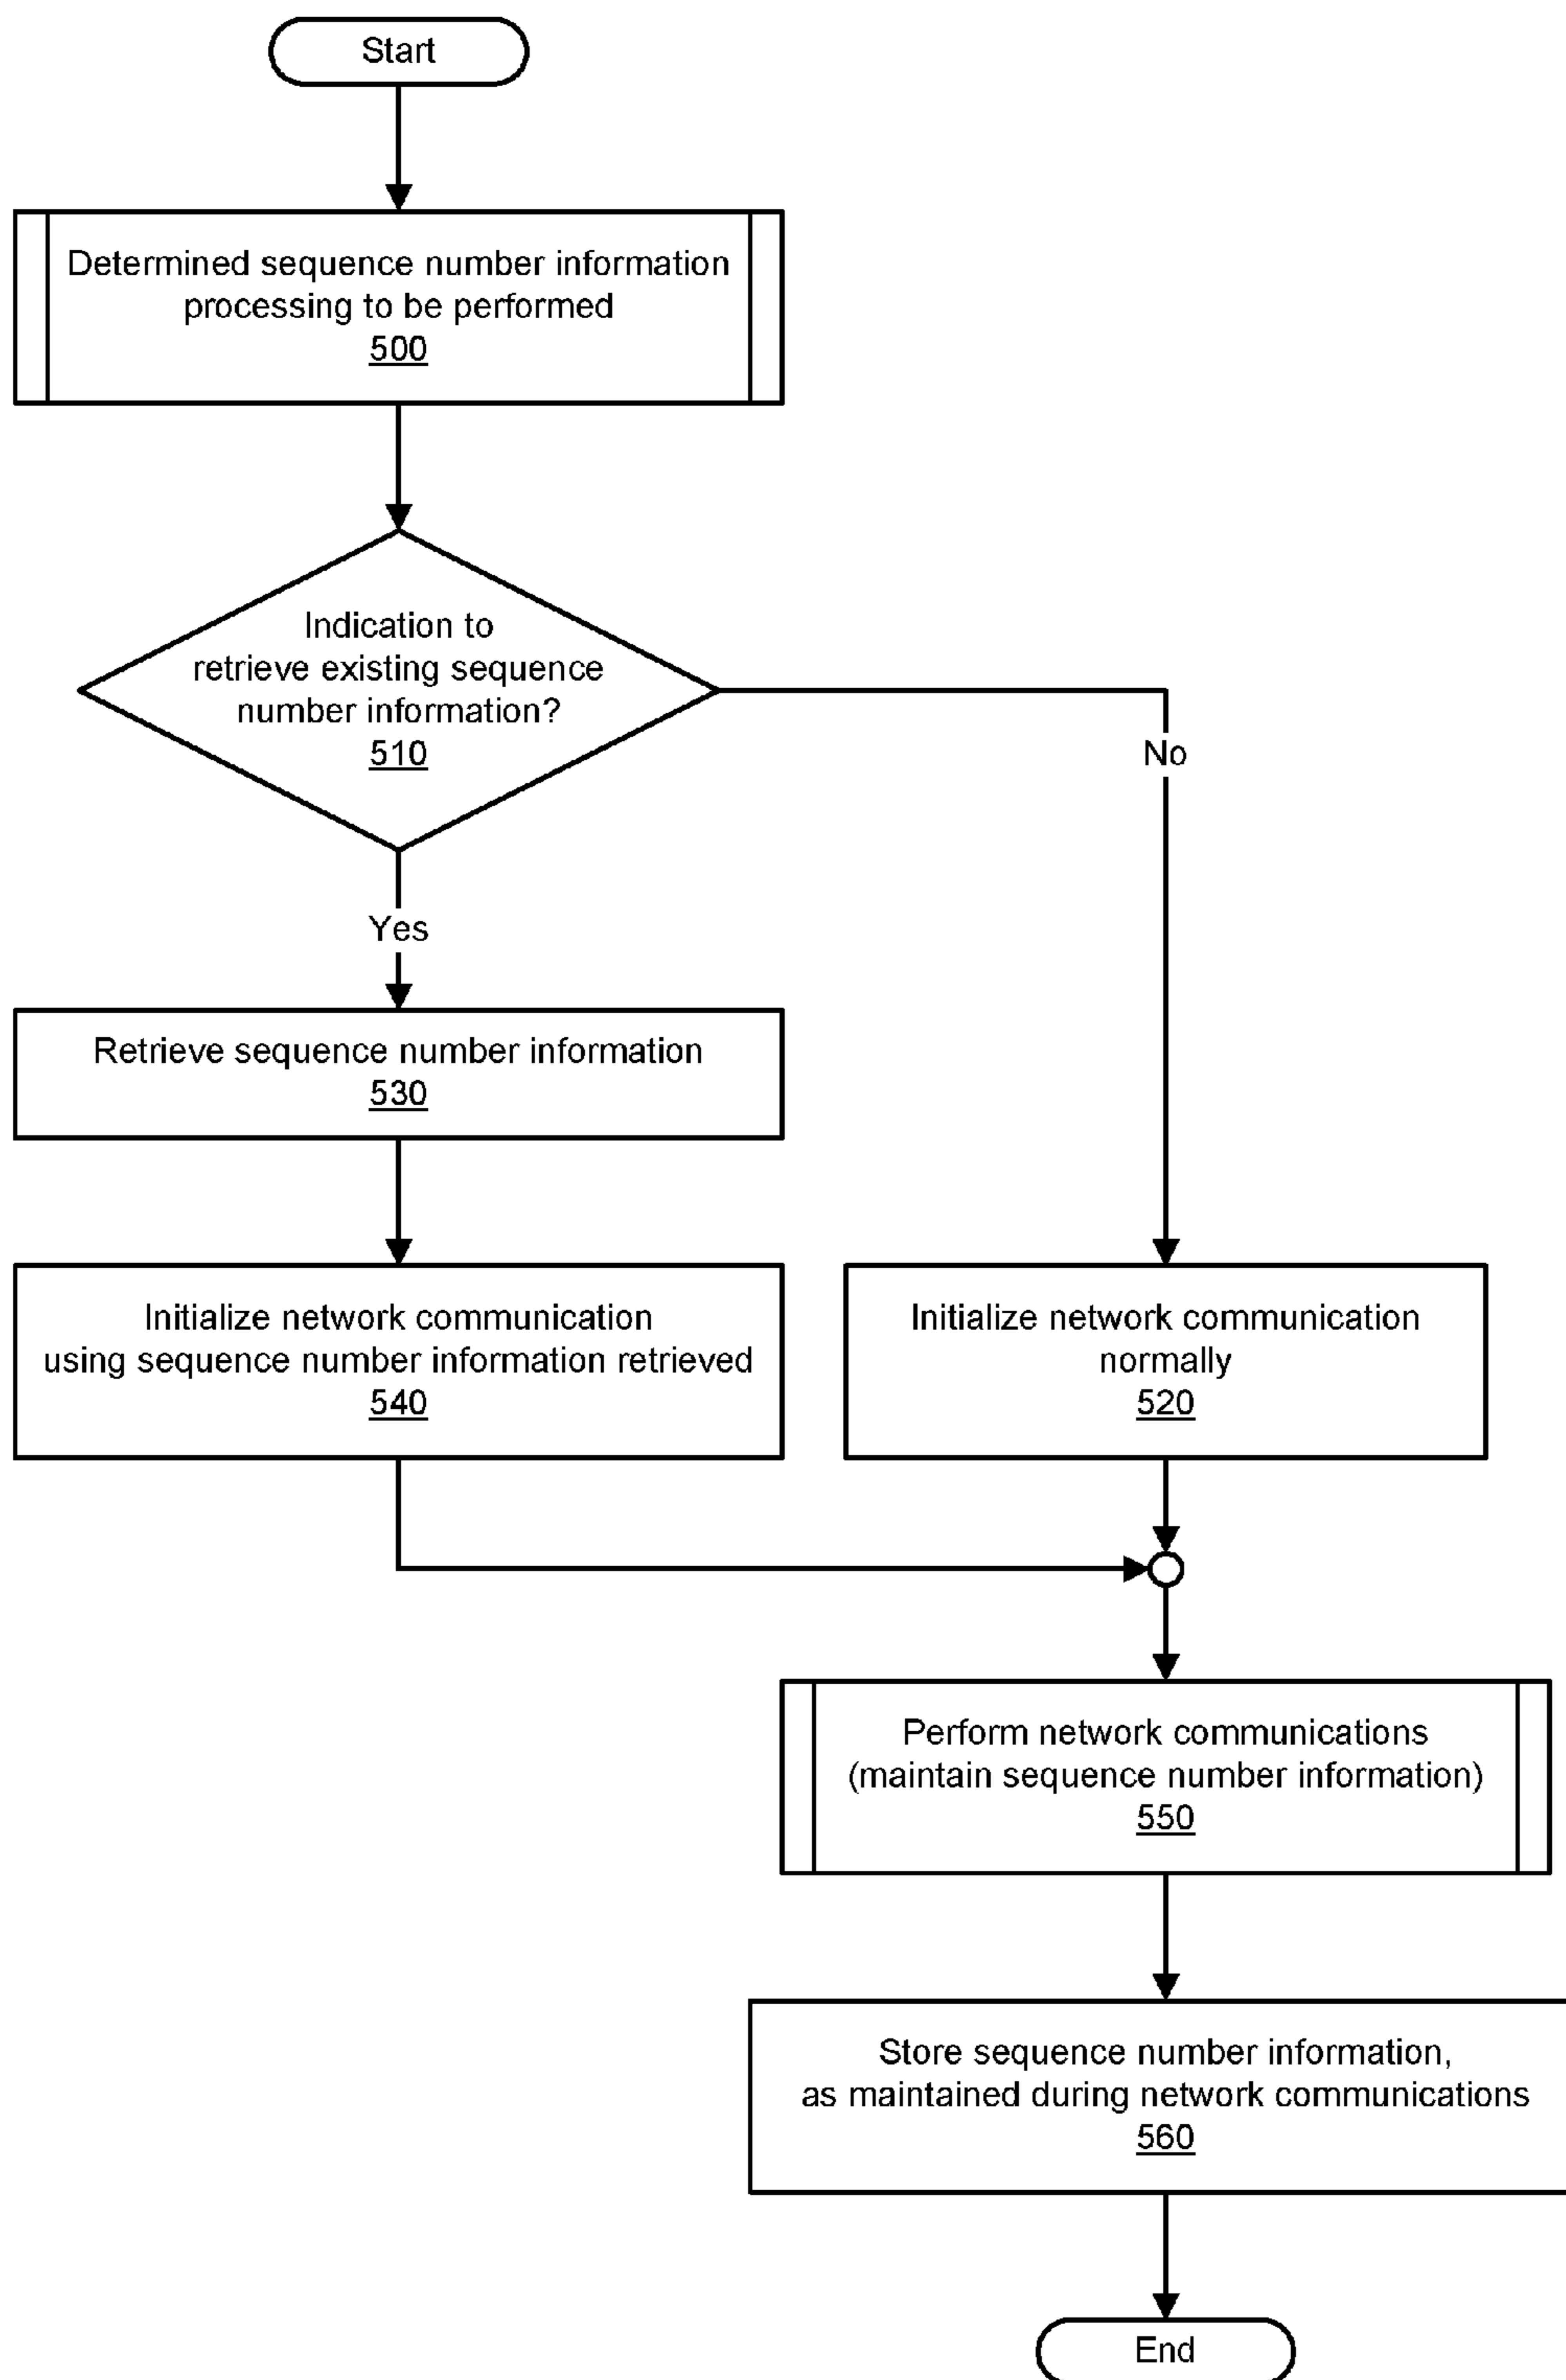 Start
Determined sequence number information
processing to be performed
500
Indication to
retrieve existing sequence
number information?
510
No
Yes
Retrieve sequence number information
530
Initialize network communication
using sequence number information retrieved
540
Initialize network communication
normally
520
Perform network communications
(maintain sequence number information)
550
Store sequence number information,
as maintained during network communications
560
End